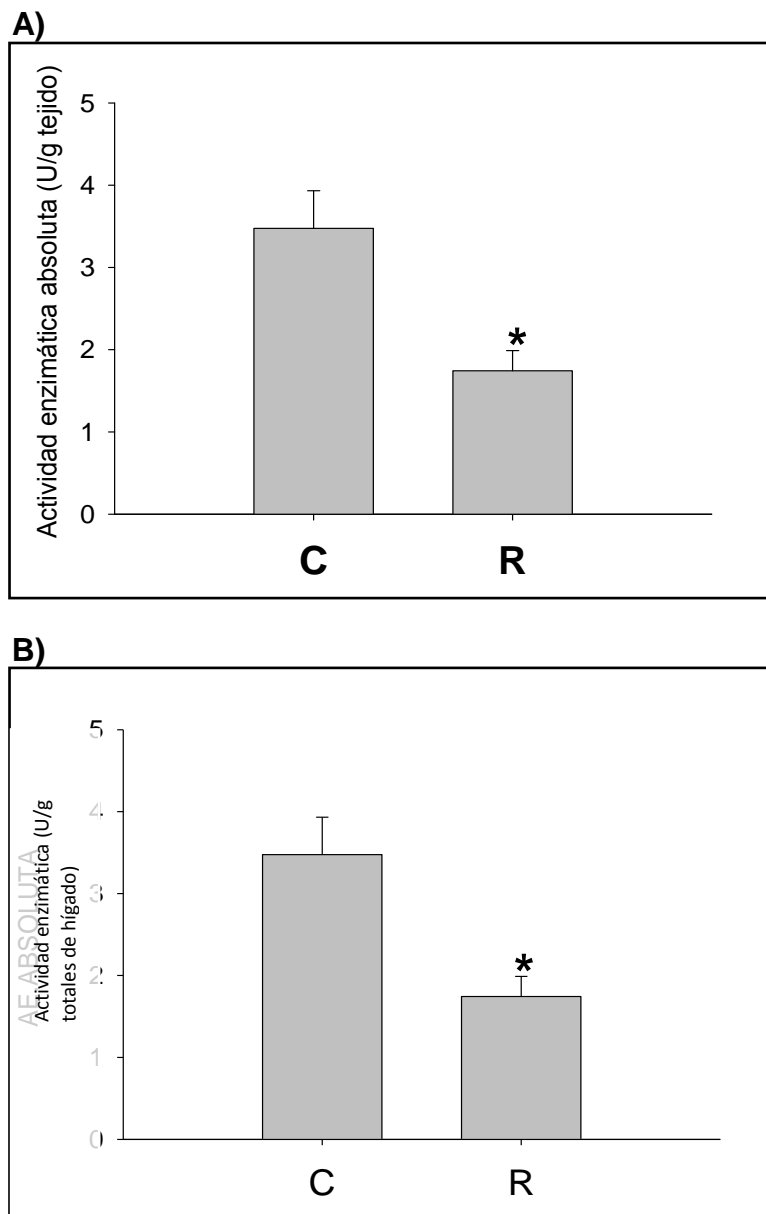 A)
Actividad enzimática absoluta (U/g tejido)
5
4
3
2
1
0
*
C R
B)
AE ABSOLUTA
Actividad enzimática (U/g
totales de hígado)
5
4
3
2
1
0
*
C R